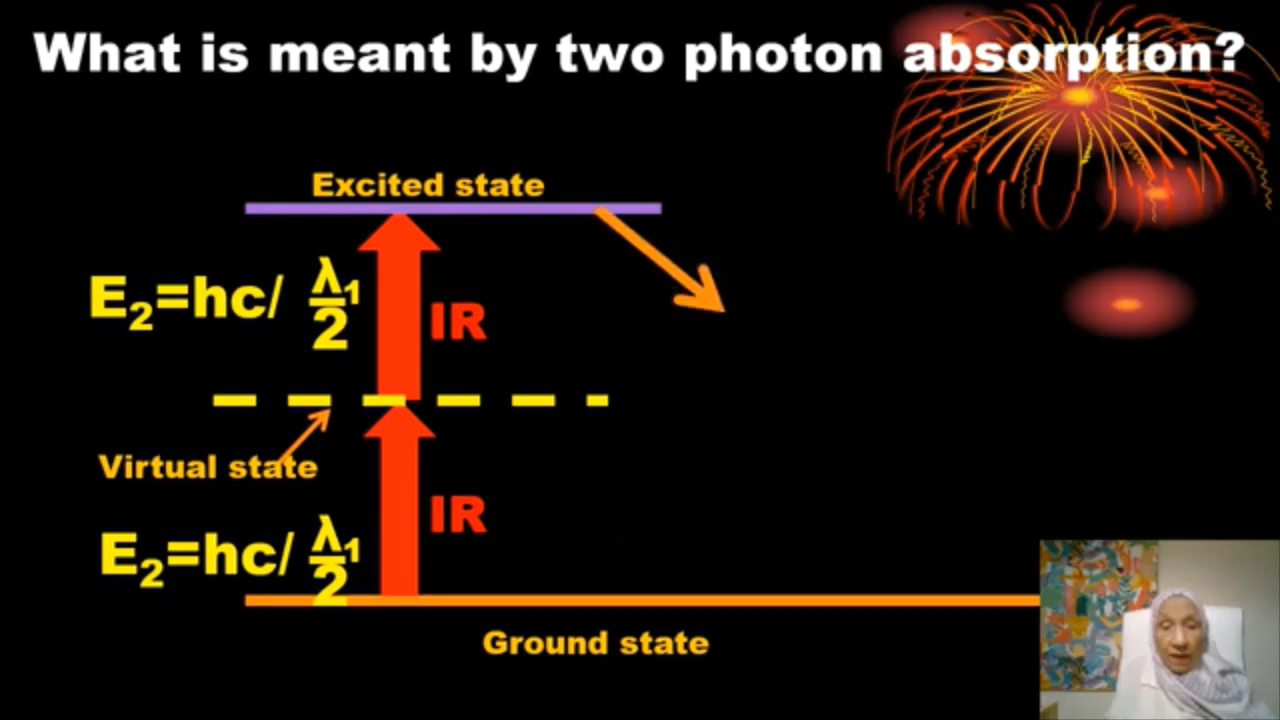 What is meant by two photon absorption?
Excited state
E₂=hc/ λ₁/2
IR
Virtual state
E₂=hc/ λ₁/2
IR
Ground state